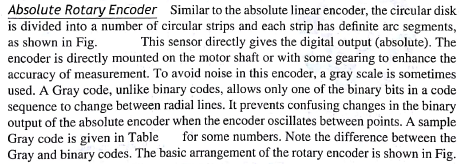 Absolute Rotary Encoder Similar to the absolute linear encoder, the circular disk
is divided into a number of circular strips and each strip has definite arc segments,
as shown in Fig. This sensor directly gives the digital output (absolute). The
encoder is directly mounted on the motor shaft or with some gearing to enhance the
accuracy of measurement. To avoid noise in this encoder, a gray scale is sometimes
used. A Gray code, unlike binary codes, allows only one of the binary bits in a code
sequence to change between radial lines. It prevents confusing changes in the binary
output of the absolute encoder when the encoder oscillates between points. A sample
Gray code is given in Table for some numbers. Note the difference between the
Gray and binary codes. The basic arrangement of the rotary encoder is shown in Fig.